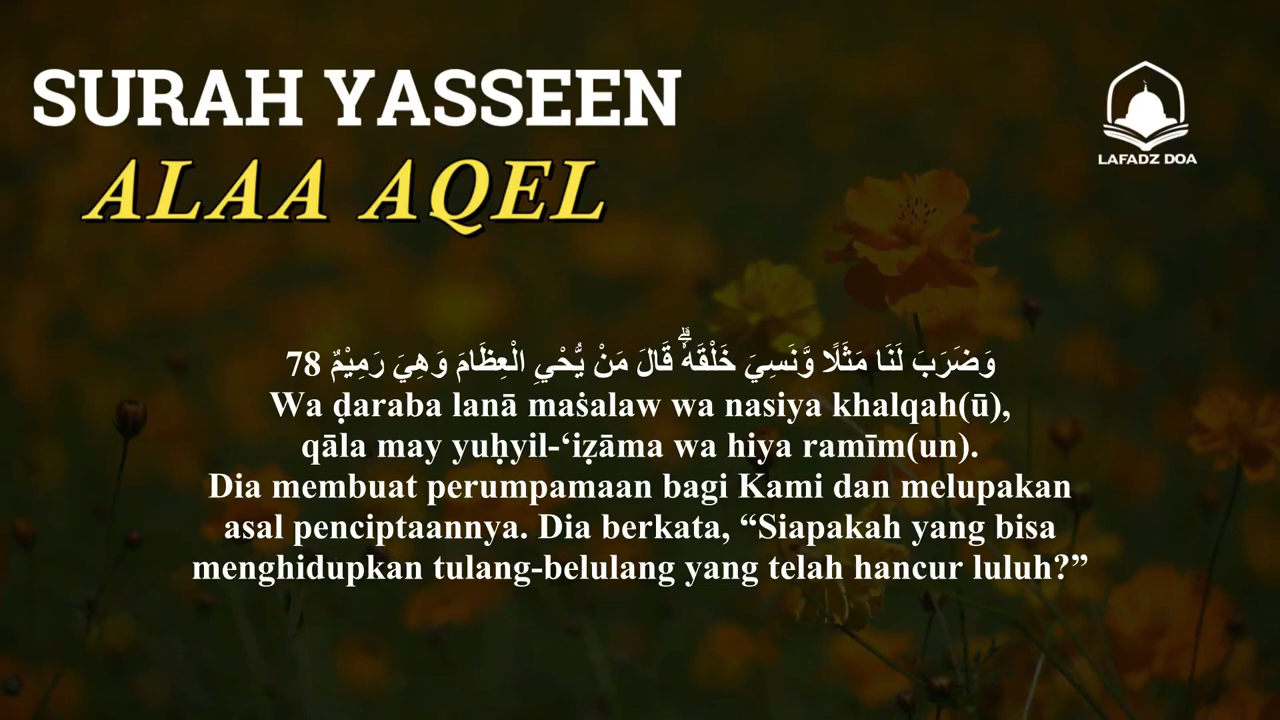 SURAH YASSEEN
ALAA AQEL
LAFADZ DOA
وَضَرَبَ لَنَا مَثَلًا وَّنَسِيَ خَلْقَهٗۗ قَالَ مَنْ يُّحْيِ الْعِظَامَ وَهِيَ رَمِيْمٌ 78
Wa ḍaraba lanā maṡalaw wa nasiya khalqah(ū),
qāla may yuḥyil-‘iẓāma wa hiya ramīm(un).
Dia membuat perumpamaan bagi Kami dan melupakan
asal penciptaannya. Dia berkata, “Siapakah yang bisa
menghidupkan tulang-belulang yang telah hancur luluh?”